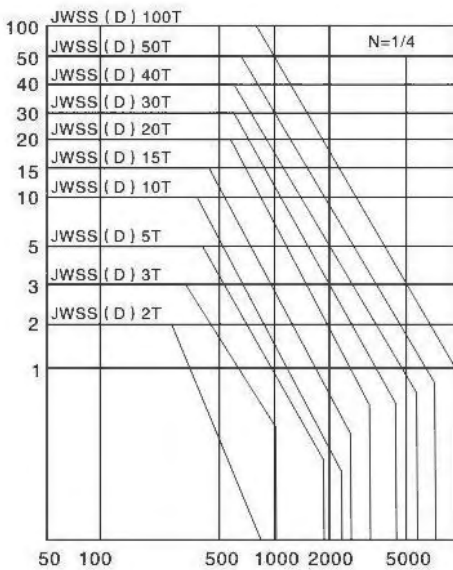 100 JWSS (D) 100T
N=1/4
50 JWSS (D) 50T
40 JWSS (D) 40T
30 JWSS (D) 30T
20 JWSS (D) 20T
15 JWSS (D) 15T
10 JWSS (D) 10T
5 JWSS (D) 5T
3 JWSS (D) 3T
2 JWSS (D) 2T
1
50 100 500 1000 2000 5000